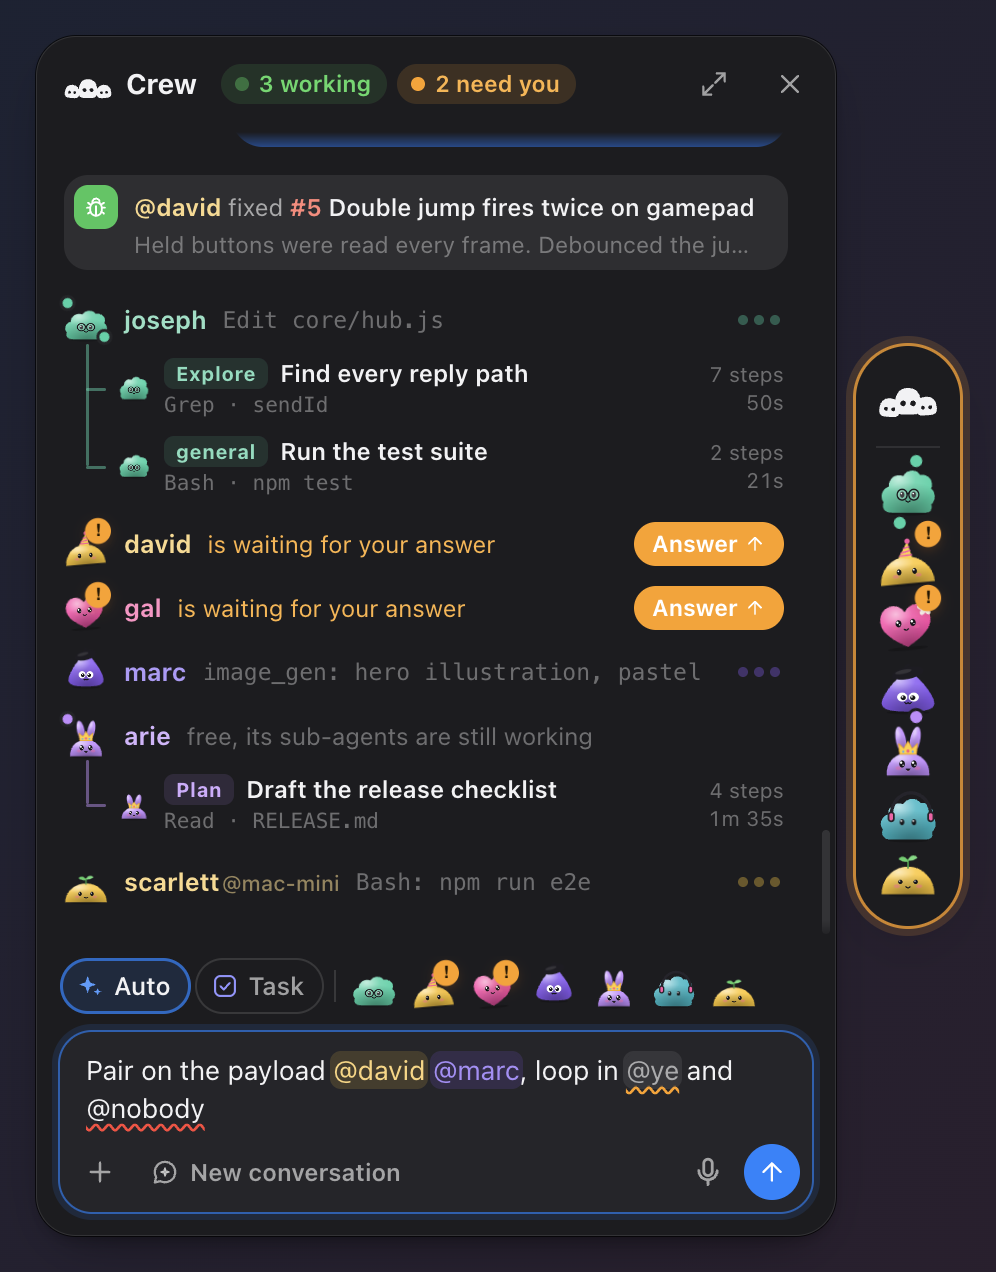 Crew
3 working
2 need you
@david fixed #5 Double jump fires twice on gamepad
Held buttons were read every frame. Debounced the ju...
joseph Edit core/hub.js
Explore Find every reply path 7 steps
Grep · sendId 50s
general Run the test suite 2 steps
Bash · npm test 21s
! david is waiting for your answer Answer ↑
! gal is waiting for your answer Answer ↑
marc image_gen: hero illustration, pastel
arie free, its sub-agents are still working
Plan Draft the release checklist 4 steps
Read · RELEASE.md 1m 35s
scarlett@mac-mini Bash: npm run e2e
Auto Task ! !
Pair on the payload @david @marc, loop in @ye and
@nobody
New conversation
!
!